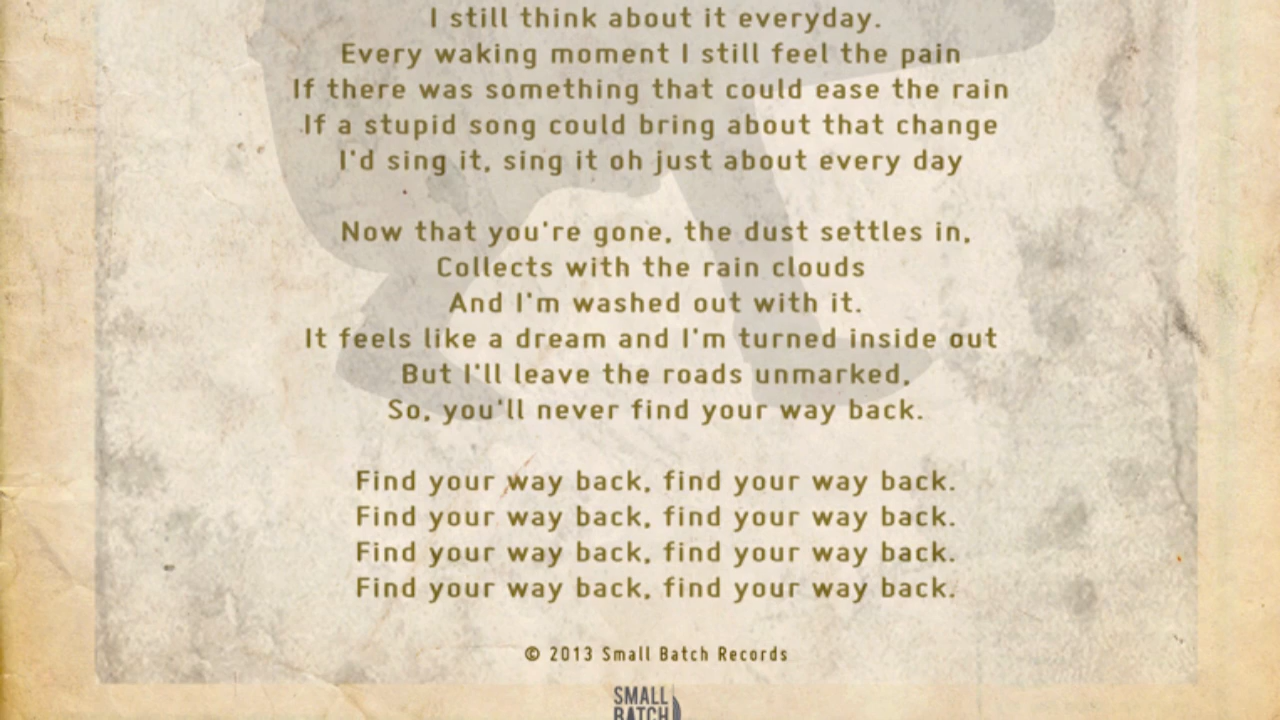 I still think about it everyday.
Every waking moment I still feel the pain
If there was something that could ease the rain
If a stupid song could bring about that change
I'd sing it, sing it oh just about every day
Now that you're gone, the dust settles in,
Collects with the rain clouds
And I'm washed out with it.
It feels like a dream and I'm turned inside out
But I'll leave the roads unmarked,
So, you'll never find your way back.
Find your way back, find your way back.
Find your way back, find your way back.
Find your way back, find your way back.
Find your way back, find your way back.
© 2013 Small Batch Records
SMALL
BATCH